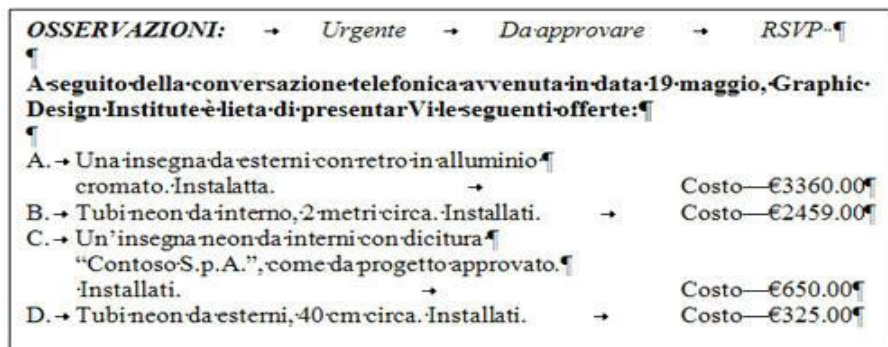 OSSERVAZIONI: → Urgente → Da·approvare → RSVP··¶
¶
A·seguito·della·conversazione·telefonica·avvenuta·in·data·19·maggio,·Graphic·
Design·Institute·è·lieta·di·presentarVi·le·seguenti·offerte:¶
¶
A.→Una·insegna·da·esterni·con·retro·in·alluminio¶
cromato.·Instalatta. → Costo—€3360.00¶
B.→Tubi·neon·da·interno,·2·metri·circa.·Installati. → Costo—€2459.00¶
C.→Un’insegna·neon·da·interni·con·dicitura¶
“Contoso·S.p.A.”,·come·da·progetto·approvato.¶
·Installati. → Costo—€650.00¶
D.→Tubi·neon·da·esterni,·40·cm·circa.·Installati. → Costo—€325.00¶